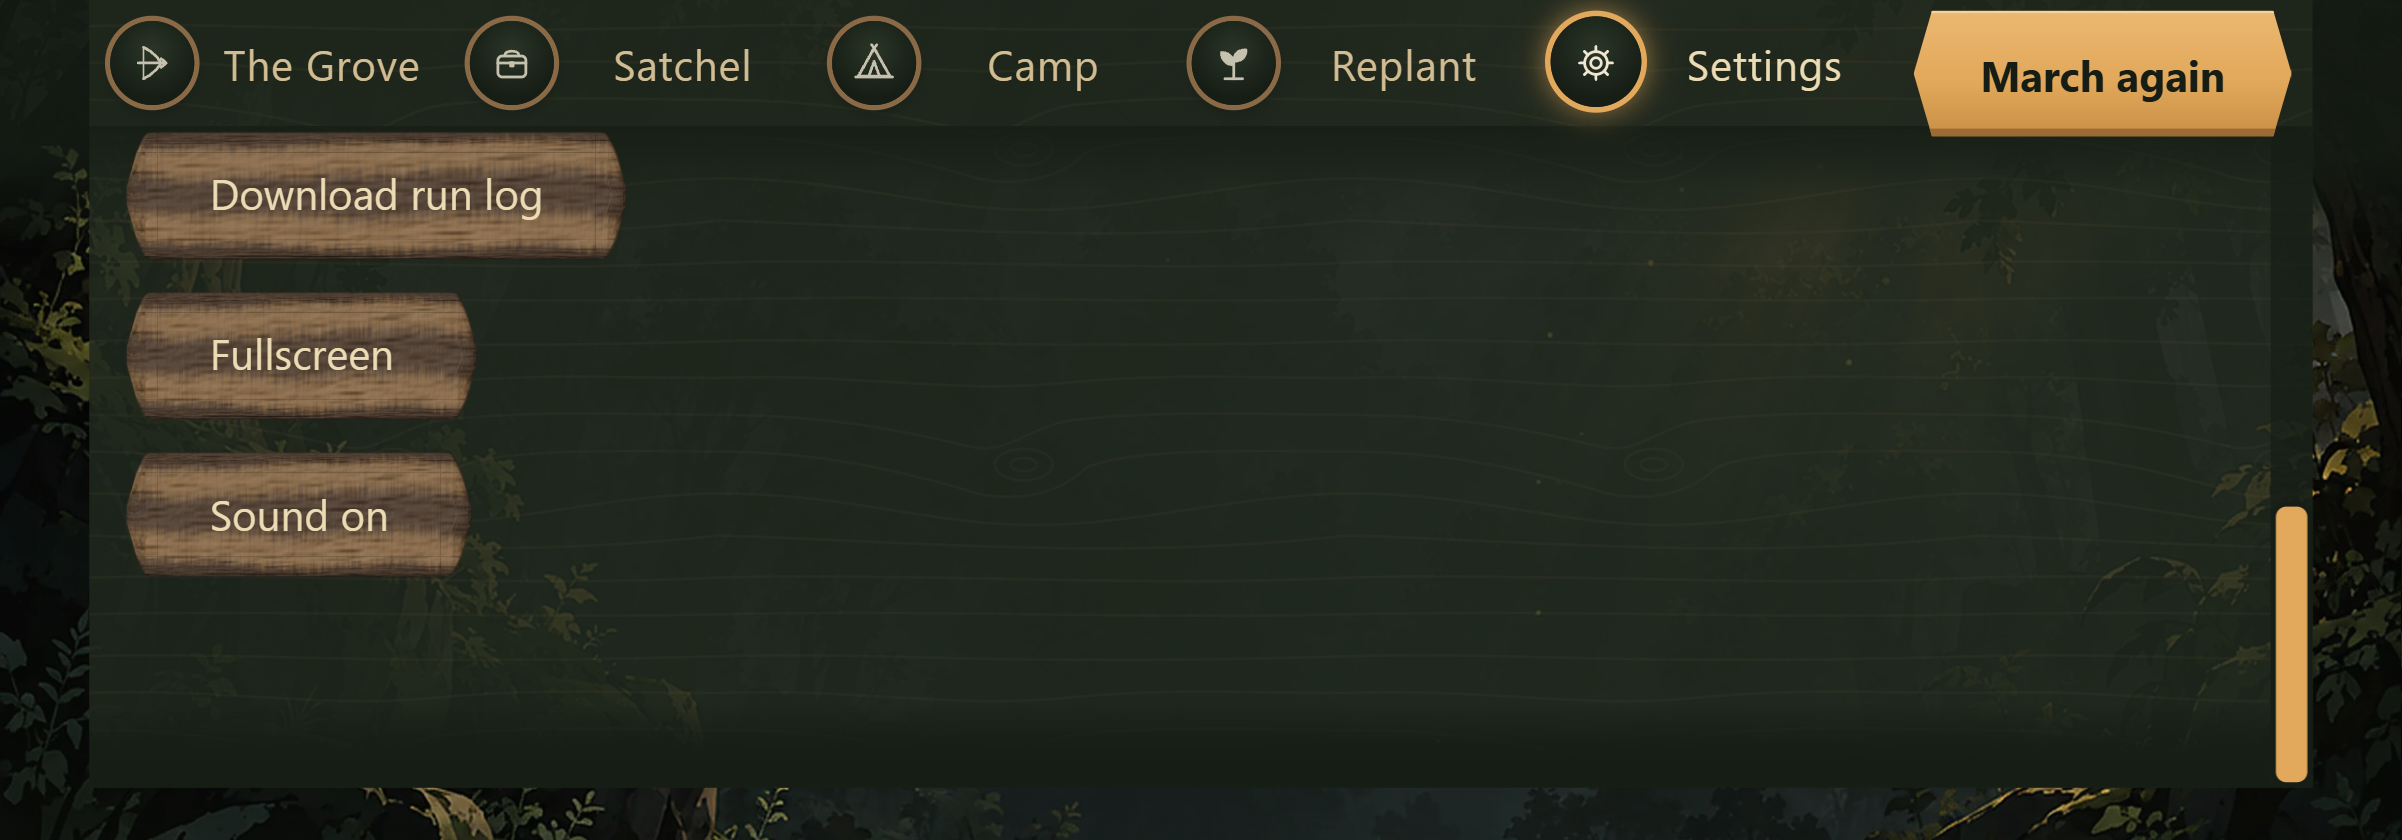 The Grove
Satchel
Camp
Replant
Settings
March again
Download run log
Fullscreen
Sound on